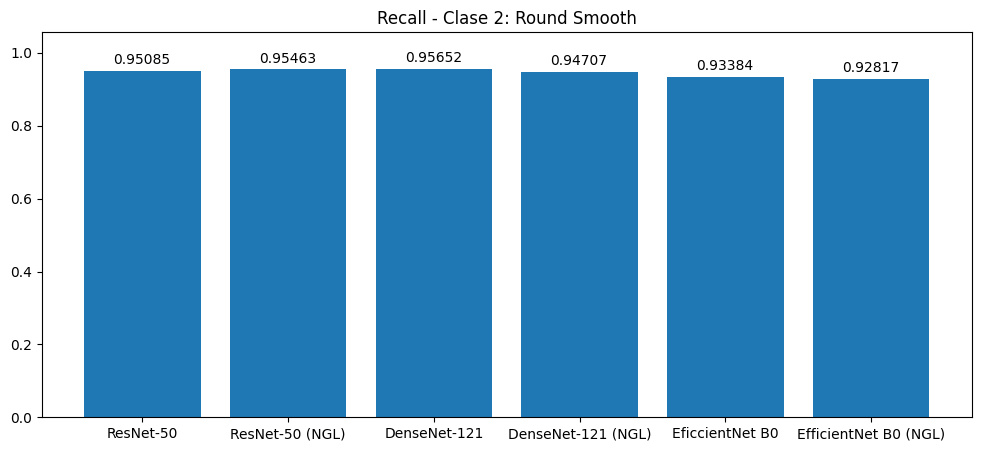 Recall - Clase 2: Round Smooth
1.0
0.8
0.6
0.4
0.2
0.0
0.95085
0.95463
0.95652
0.94707
0.93384
0.92817
ResNet-50
ResNet-50 (NGL)
DenseNet-121
DenseNet-121 (NGL)
EficcientNet B0
EfficientNet B0 (NGL)